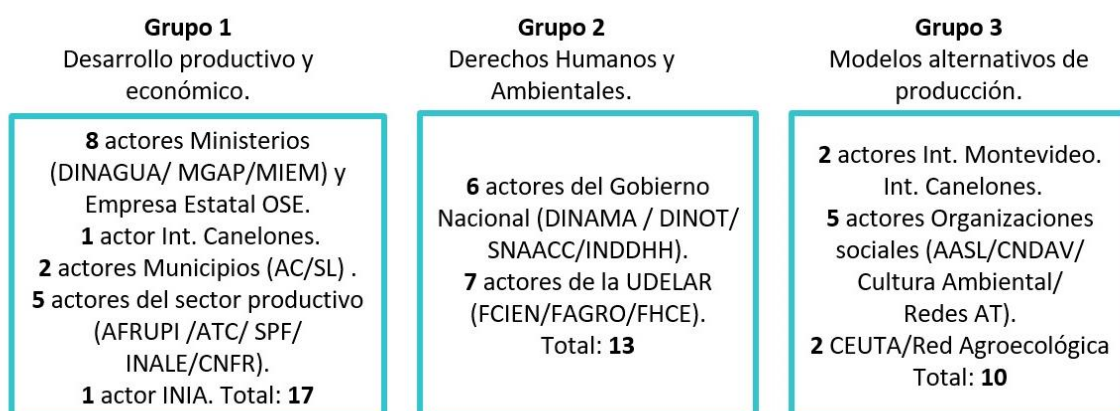 Grupo 1
Desarrollo productivo y
económico.
8 actores Ministerios
(DINAGUA/ MGAP/MIEM) y
Empresa Estatal OSE.
1 actor Int. Canelones.
2 actores Municipios (AC/SL) .
5 actores del sector productivo
(AFRUPI /ATC/ SPF/
INALE/CNFR).
1 actor INIA. Total: 17
Grupo 2
Derechos Humanos y
Ambientales.
6 actores del Gobierno
Nacional (DINAMA / DINOT/
SNAACC/INDDHH).
7 actores de la UDELAR
(FCIEN/FAGRO/FHCE).
Total: 13
Grupo 3
Modelos alternativos de
producción.
2 actores Int. Montevideo.
Int. Canelones.
5 actores Organizaciones
sociales (AASL/CNDAV/
Cultura Ambiental/
Redes AT).
2 CEUTA/Red Agroecológica
Total: 10